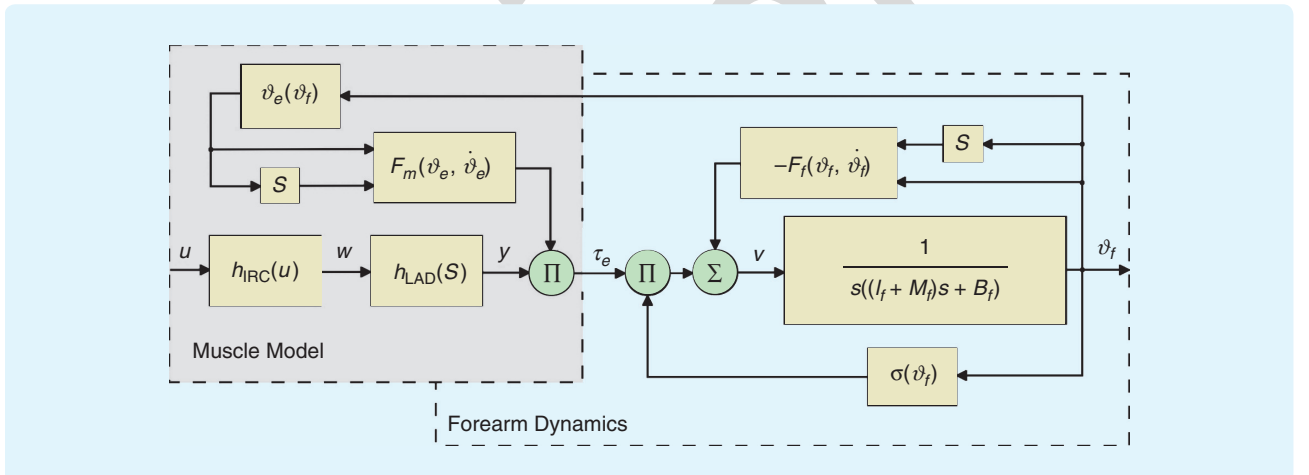 ϑe(ϑf)
S
Fm(ϑe, ϑ̇e)
S
−Ff(ϑf, ϑ̇f)
u
hIRC(u)
w
hLAD(S)
y
Π
τe
Π
Σ
v
1
s((If + Mf)s + Bf)
ϑf
Muscle Model
σ(ϑf)
Forearm Dynamics